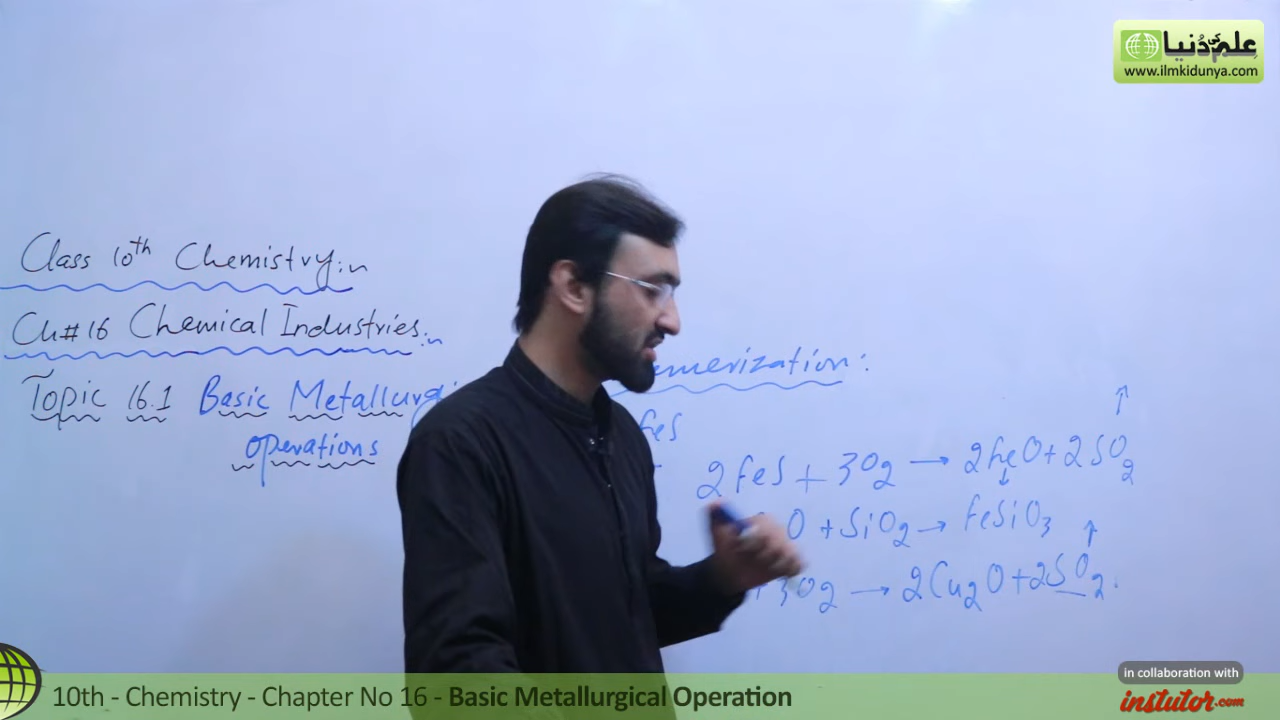 علم کی دُنیا
www.ilmkidunya.com
Class 10th Chemistry:
Ch#16 Chemical Industries:
Topic 16.1 Basic Metallurgi
operations
emerization:
FeS
2FeS + 3O2 → 2FeO + 2SO2 ↑
O + SiO2 → FeSiO3
+ 3O2 → 2Cu2O + 2SO2 ↑.
10th - Chemistry - Chapter No 16 - Basic Metallurgical Operation
in collaboration with
instutor.com